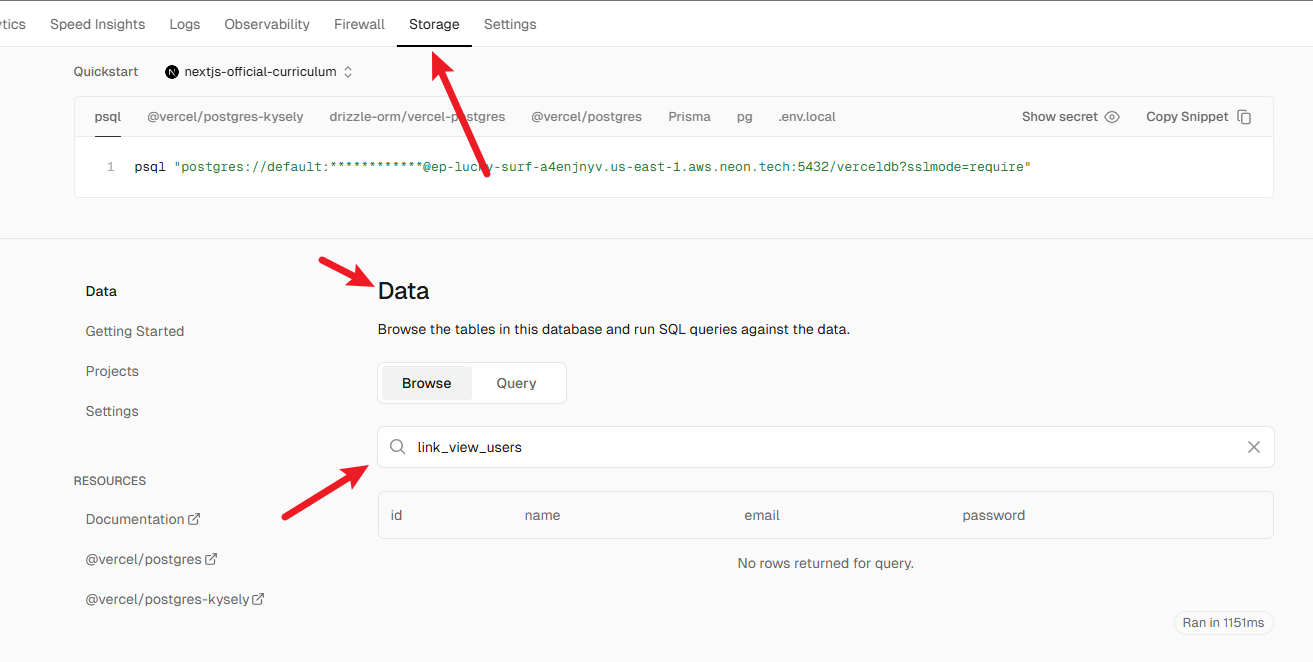 tics Speed Insights Logs Observability Firewall Storage Settings
Quickstart N nextjs-official-curriculum
psql @vercel/postgres-kysely drizzle-orm/vercel-postgres @vercel/postgres Prisma pg .env.local Show secret Copy Snippet
1 psql "postgres://default:************@ep-lucky-surf-a4enjnyv.us-east-1.aws.neon.tech:5432/verceldb?sslmode=require"
Data
Getting Started
Projects
Settings
RESOURCES
Documentation
@vercel/postgres
@vercel/postgres-kysely
Data
Browse the tables in this database and run SQL queries against the data.
Browse Query
link_view_users
id name email password
No rows returned for query.
Ran in 1151ms